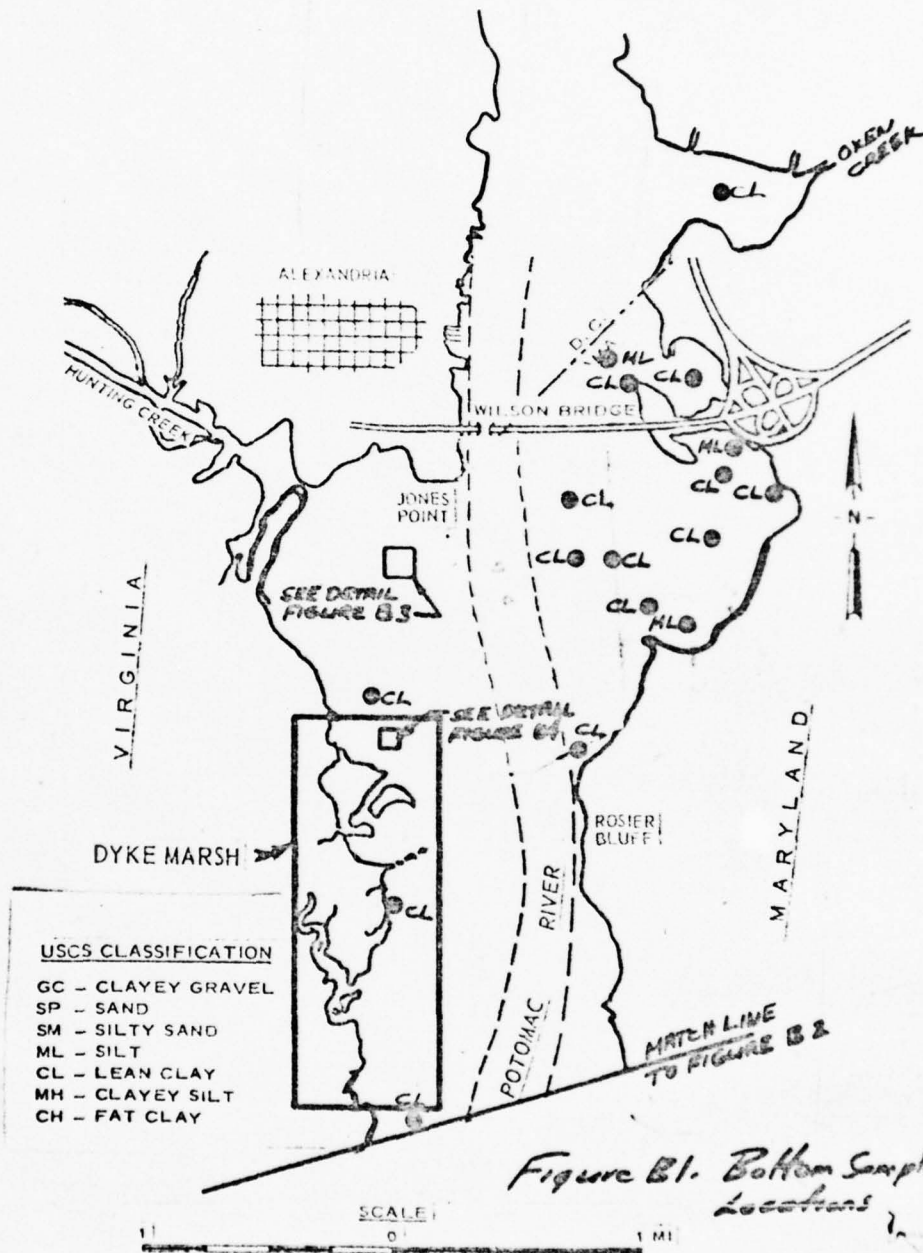 OXEN
CREEK
CL
ALEXANDRIA
D.C.
ML
CL
CL
HUNTING CREEK
WILSON BRIDGE
ML
CL
CL
JONES
POINT
CL
N
CL
CL
CL
SEE DETAIL
FIGURE B3
CL
ML
VIRGINIA
CL
SEE DETAIL
FIGURE B4
CL
MARYLAND
ROSIER
BLUFF
DYKE MARSH
CL
POTOMAC RIVER
USCS CLASSIFICATION
GC – CLAYEY GRAVEL
SP – SAND
SM – SILTY SAND
ML – SILT
CL – LEAN CLAY
MH – CLAYEY SILT
CH – FAT CLAY
MATCH LINE
TO FIGURE B2
CL
Figure B1. Bottom Sampl
Locations
SCALE
1 0 1 MI